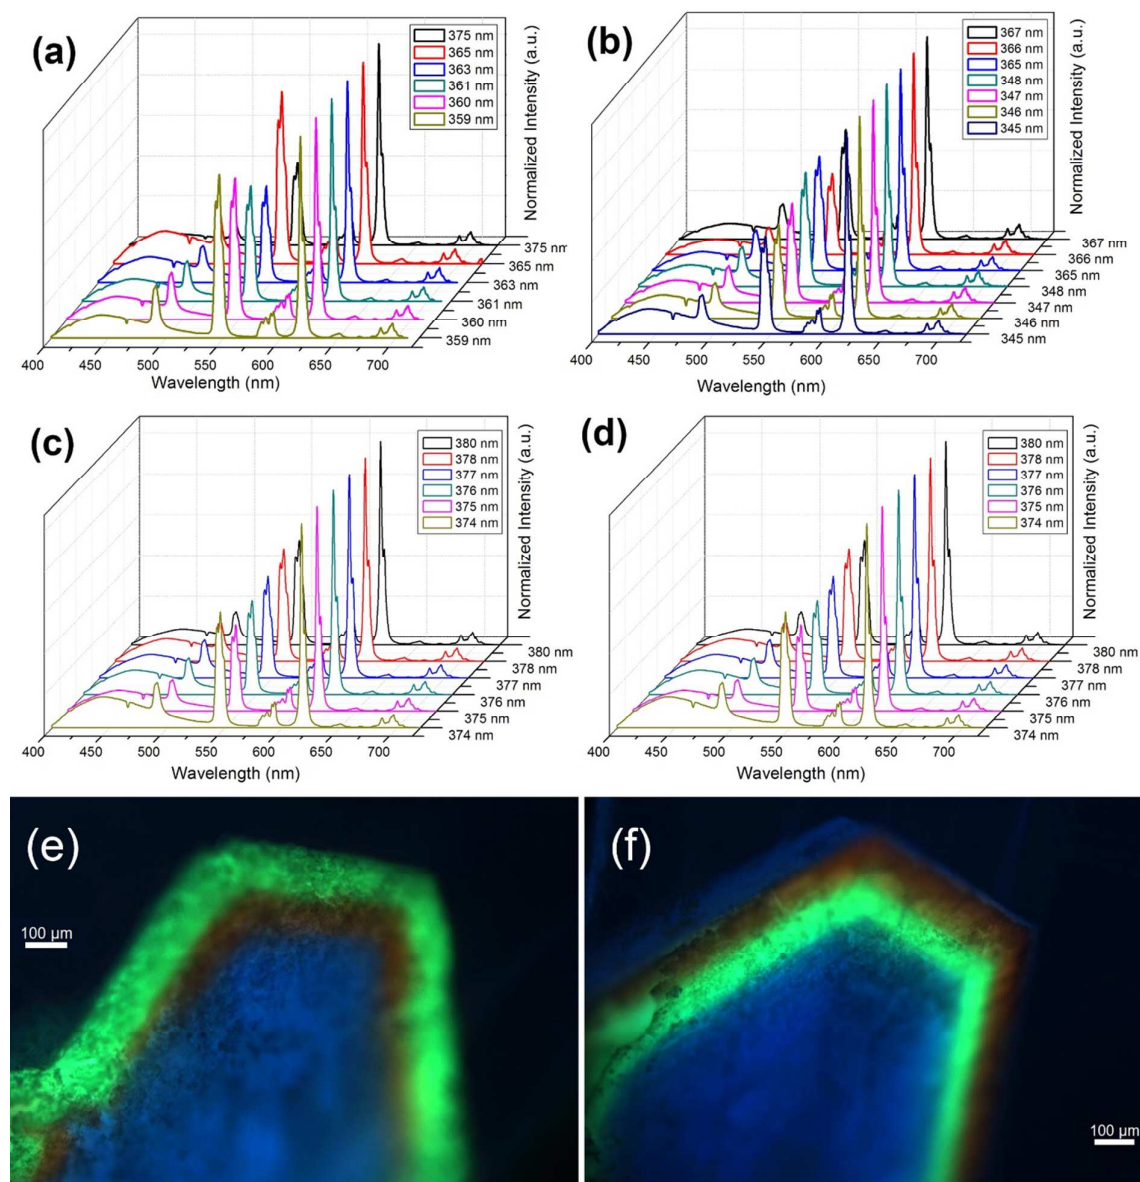 (a)
375 nm
365 nm
363 nm
361 nm
360 nm
359 nm
Normalized Intensity (a.u.)
375 nm
365 nm
363 nm
361 nm
360 nm
359 nm
400 450 500 550 600 650 700
Wavelength (nm)
(b)
367 nm
366 nm
365 nm
348 nm
347 nm
346 nm
345 nm
Normalized Intensity (a.u.)
367 nm
366 nm
365 nm
348 nm
347 nm
346 nm
345 nm
400 450 500 550 600 650 700
Wavelength (nm)
(c)
380 nm
378 nm
377 nm
376 nm
375 nm
374 nm
Normalized Intensity (a.u.)
380 nm
378 nm
377 nm
376 nm
375 nm
374 nm
400 450 500 550 600 650 700
Wavelength (nm)
(d)
380 nm
378 nm
377 nm
376 nm
375 nm
374 nm
Normalized Intensity (a.u.)
380 nm
378 nm
377 nm
376 nm
375 nm
374 nm
400 450 500 550 600 650 700
Wavelength (nm)
(e)
100 µm
(f)
100 µm